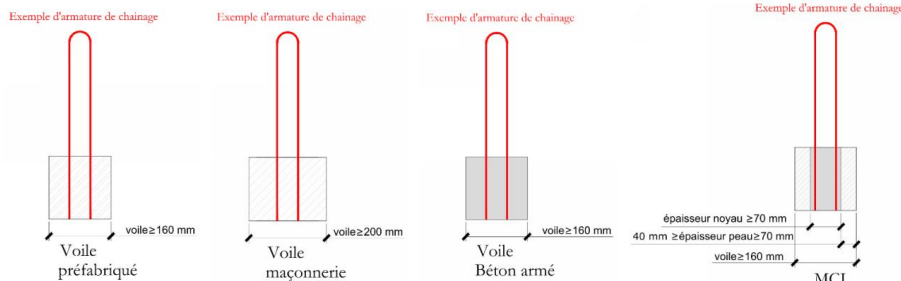 Exemple d'armature de chainage
Exemple d'armature de chainage
Exemple d'armature de chainage
Exemple d'armature de chainage
voile≥160 mm
Voile
préfabriqué
voile≥200 mm
Voile
maçonnerie
voile≥160 mm
Voile
Béton armé
épaisseur noyau ≥70 mm
40 mm ≥épaisseur peau≥70 mm
voile≥160 mm
MCI